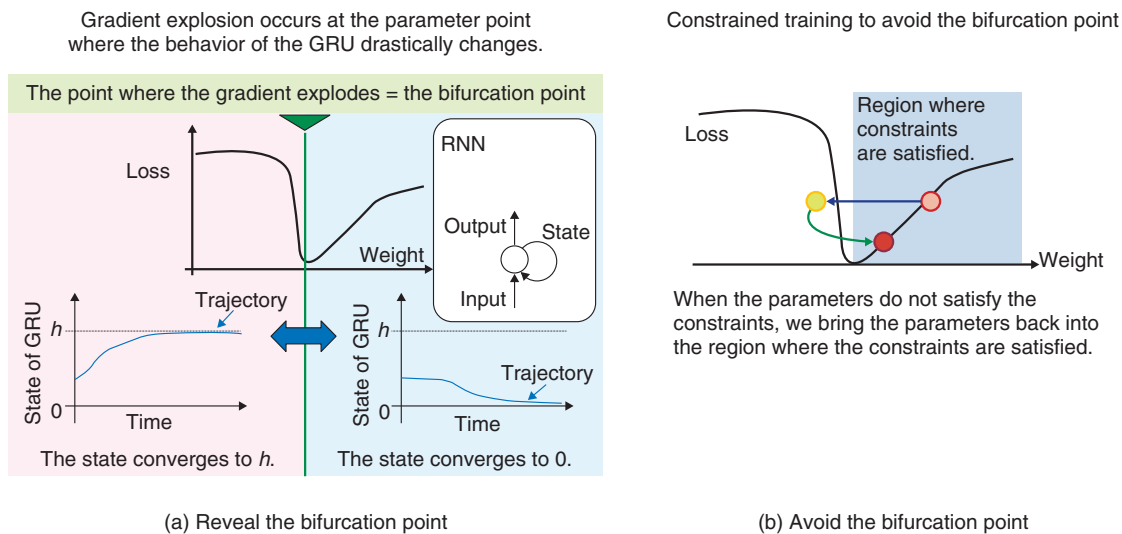 Gradient explosion occurs at the parameter point
where the behavior of the GRU drastically changes.
The point where the gradient explodes = the bifurcation point
Loss
Weight
RNN
Output
State
Input
State of GRU
h
0
Trajectory
Time
The state converges to h.
State of GRU
h
0
Trajectory
Time
The state converges to 0.
(a) Reveal the bifurcation point
Constrained training to avoid the bifurcation point
Loss
Region where
constraints
are satisfied.
Weight
When the parameters do not satisfy the
constraints, we bring the parameters back into
the region where the constraints are satisfied.
(b) Avoid the bifurcation point